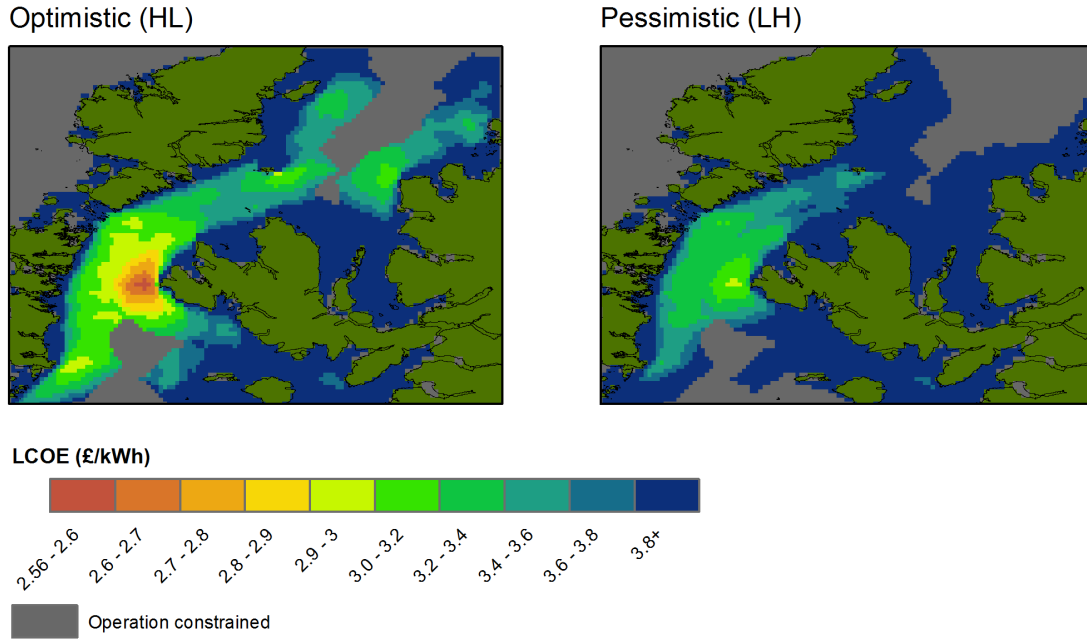 Optimistic (HL)
Pessimistic (LH)
LCOE (£/kWh)
2.56 - 2.6
2.6 - 2.7
2.7 - 2.8
2.8 - 2.9
2.9 - 3
3.0 - 3.2
3.2 - 3.4
3.4 - 3.6
3.6 - 3.8
3.8+
Operation constrained